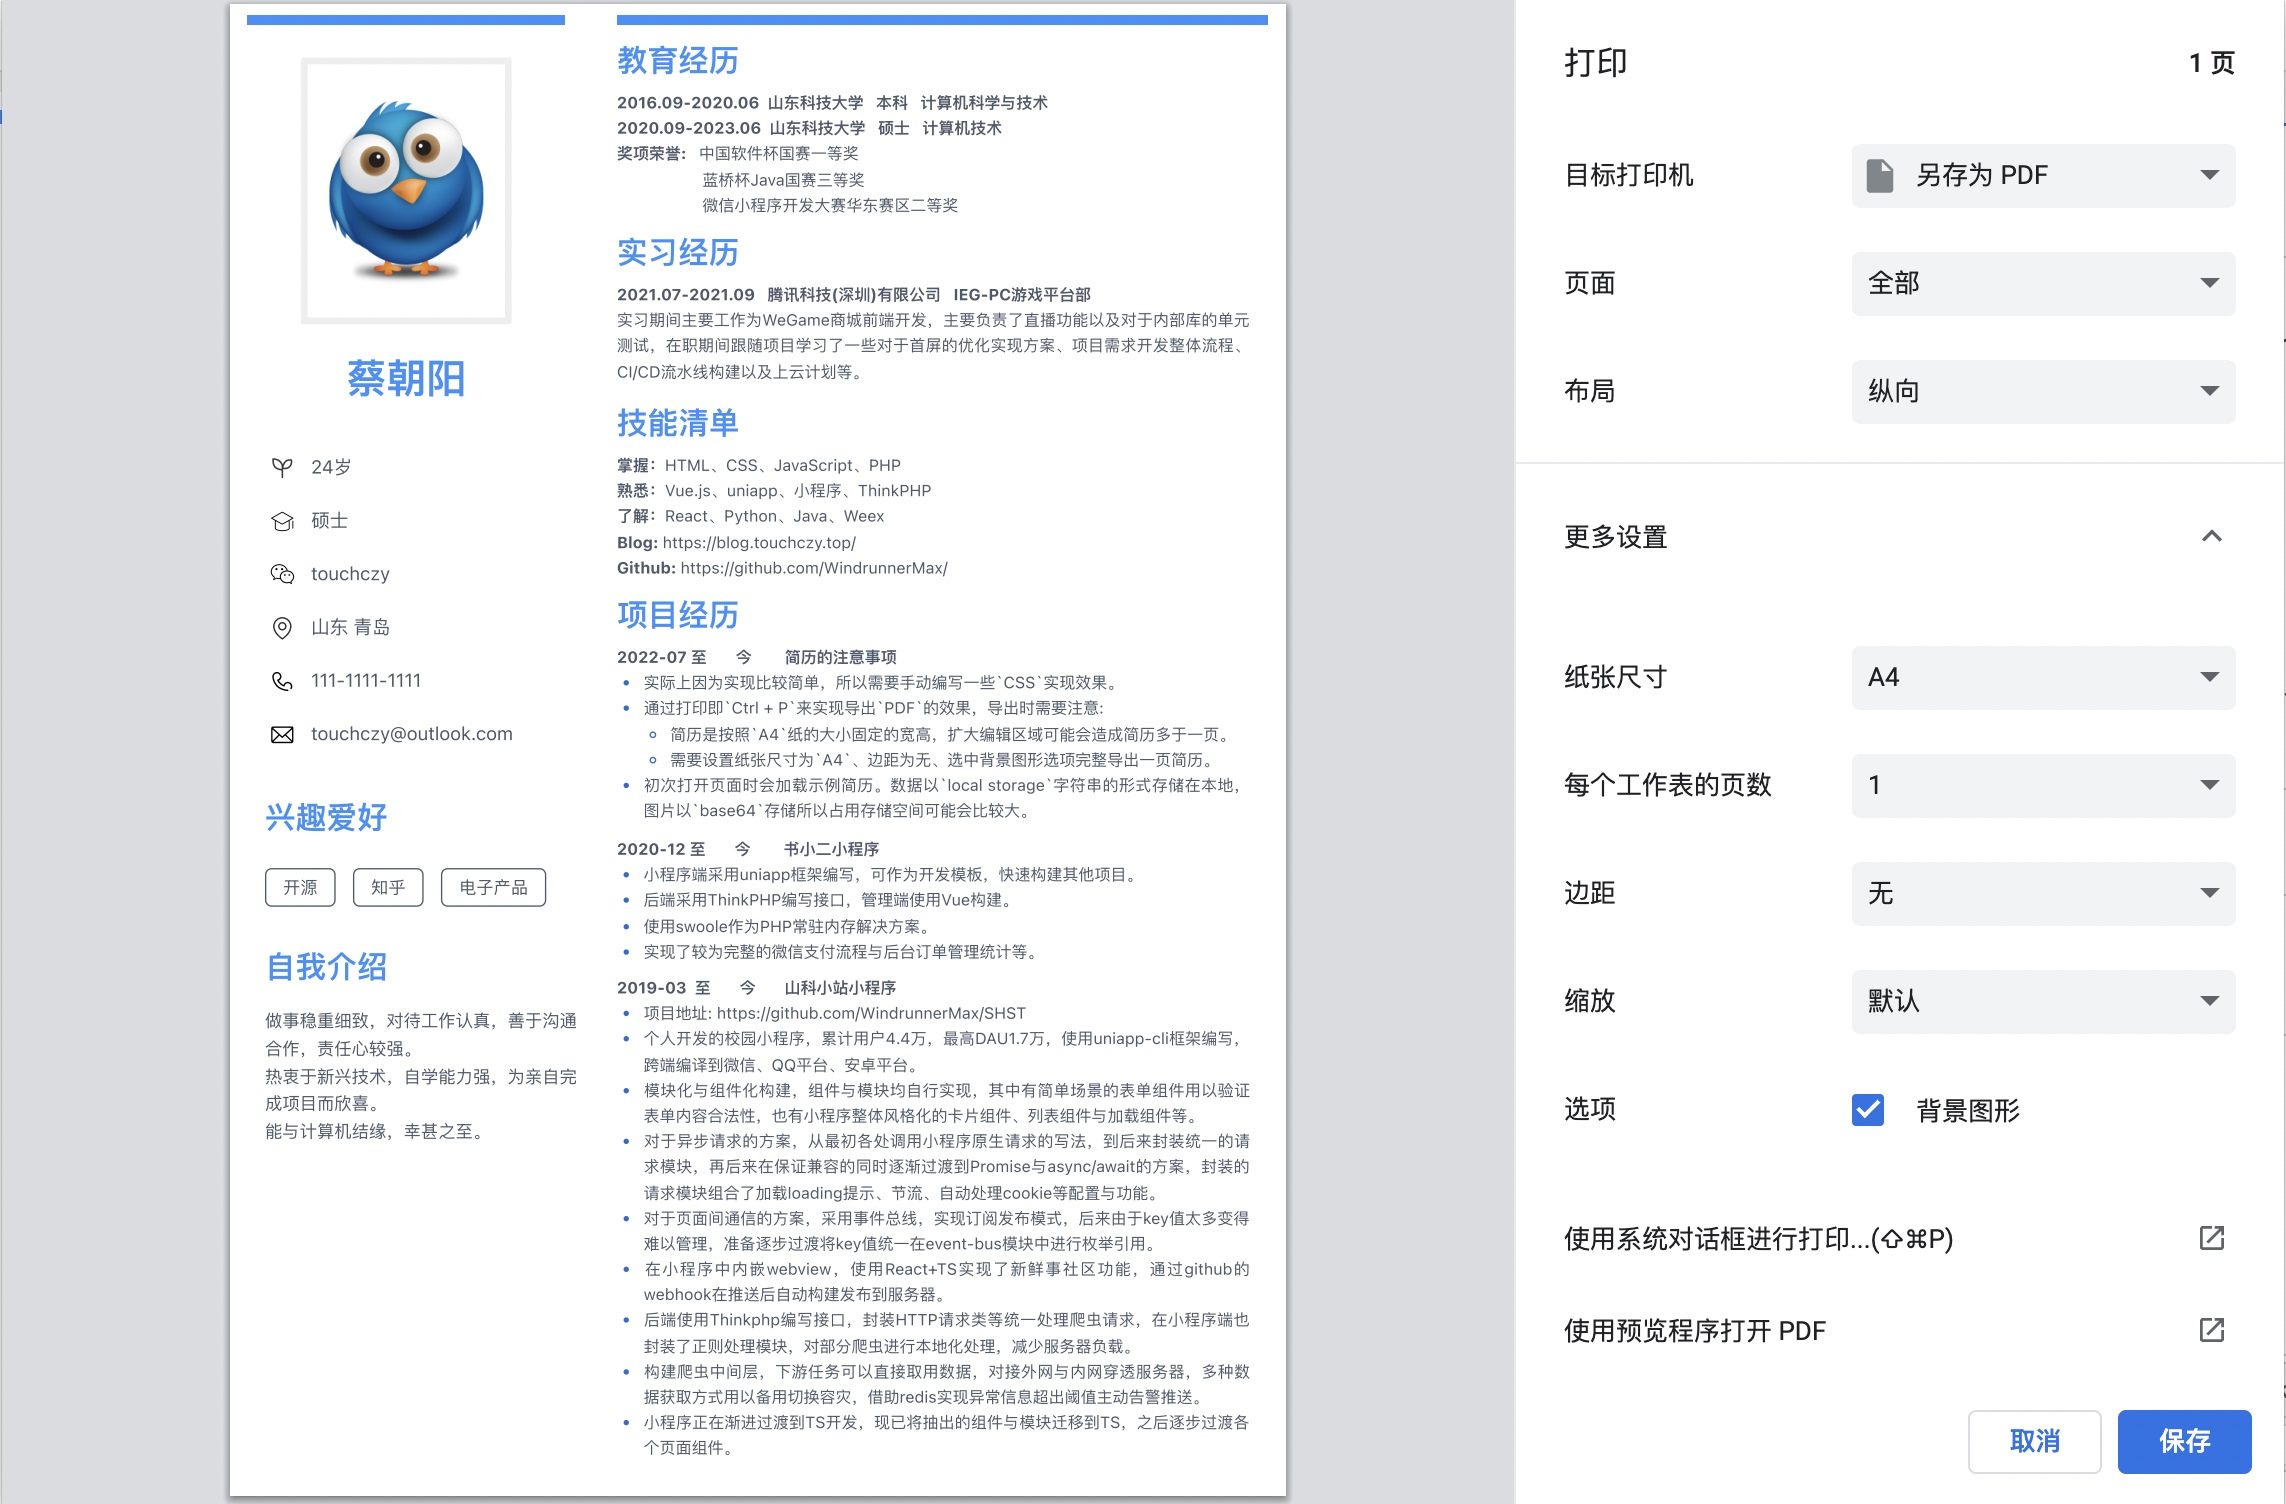 蔡朝阳
24岁
硕士
touchczy
山东 青岛
111-1111-1111
touchczy@outlook.com
兴趣爱好
开源 知乎 电子产品
自我介绍
做事稳重细致，对待工作认真，善于沟通
合作，责任心较强。
热衷于新兴技术，自学能力强，为亲自完
成项目而欣喜。
能与计算机结缘，幸甚之至。
教育经历
2016.09-2020.06 山东科技大学 本科 计算机科学与技术
2020.09-2023.06 山东科技大学 硕士 计算机技术
奖项荣誉： 中国软件杯国赛一等奖
蓝桥杯Java国赛三等奖
微信小程序开发大赛华东赛区二等奖
实习经历
2021.07-2021.09 腾讯科技(深圳)有限公司 IEG-PC游戏平台部
实习期间主要工作为WeGame商城前端开发，主要负责了直播功能以及对于内部库的单元
测试，在职期间跟随项目学习了一些对于首屏的优化实现方案、项目需求开发整体流程、
CI/CD流水线构建以及上云计划等。
技能清单
掌握：HTML、CSS、JavaScript、PHP
熟悉：Vue.js、uniapp、小程序、ThinkPHP
了解：React、Python、Java、Weex
Blog: https://blog.touchczy.top/
Github: https://github.com/WindrunnerMax/
项目经历
2022-07 至 今 简历的注意事项
• 实际上因为实现比较简单，所以需要手动编写一些`CSS`实现效果。
• 通过打印即`Ctrl + P`来实现导出`PDF`的效果，导出时需要注意:
◦ 简历是按照`A4`纸的大小固定的宽高，扩大编辑区域可能会造成简历多于一页。
◦ 需要设置纸张尺寸为`A4`、边距为无、选中背景图形选项完整导出一页简历。
• 初次打开页面时会加载示例简历。数据以`local storage`字符串的形式存储在本地，
图片以`base64`存储所以占用存储空间可能会比较大。
2020-12 至 今 书小二小程序
• 小程序端采用uniapp框架编写，可作为开发模板，快速构建其他项目。
• 后端采用ThinkPHP编写接口，管理端使用Vue构建。
• 使用swoole作为PHP常驻内存解决方案。
• 实现了较为完整的微信支付流程与后台订单管理统计等。
2019-03 至 今 山科小站小程序
• 项目地址: https://github.com/WindrunnerMax/SHST
• 个人开发的校园小程序，累计用户4.4万，最高DAU1.7万，使用uniapp-cli框架编写，
跨端编译到微信、QQ平台、安卓平台。
• 模块化与组件化构建，组件与模块均自行实现，其中有简单场景的表单组件用以验证
表单内容合法性，也有小程序整体风格化的卡片组件、列表组件与加载组件等。
• 对于异步请求的方案，从最初各处调用小程序原生请求的写法，到后来封装统一的请
求模块，再后来在保证兼容的同时逐渐过渡到Promise与async/await的方案，封装的
请求模块组合了加载loading提示、节流、自动处理cookie等配置与功能。
• 对于页面间通信的方案，采用事件总线，实现订阅发布模式，后来由于key值太多变得
难以管理，准备逐步过渡将key值统一在event-bus模块中进行枚举引用。
• 在小程序中内嵌webview，使用React+TS实现了新鲜事社区功能，通过github的
webhook在推送后自动构建发布到服务器。
• 后端使用Thinkphp编写接口，封装HTTP请求类等统一处理爬虫请求，在小程序端也
封装了正则处理模块，对部分爬虫进行本地化处理，减少服务器负载。
• 构建爬虫中间层，下游任务可以直接取用数据，对接外网与内网穿透服务器，多种数
据获取方式用以备用切换容灾，借助redis实现异常信息超出阈值主动告警推送。
• 小程序正在渐进过渡到TS开发，现已将抽出的组件与模块迁移到TS，之后逐步过渡各
个页面组件。
打印 1 页
目标打印机 另存为 PDF
页面 全部
布局 纵向
更多设置
纸张尺寸 A4
每个工作表的页数 1
边距 无
缩放 默认
选项 背景图形
使用系统对话框进行打印...(⇧⌘P)
使用预览程序打开 PDF
取消 保存